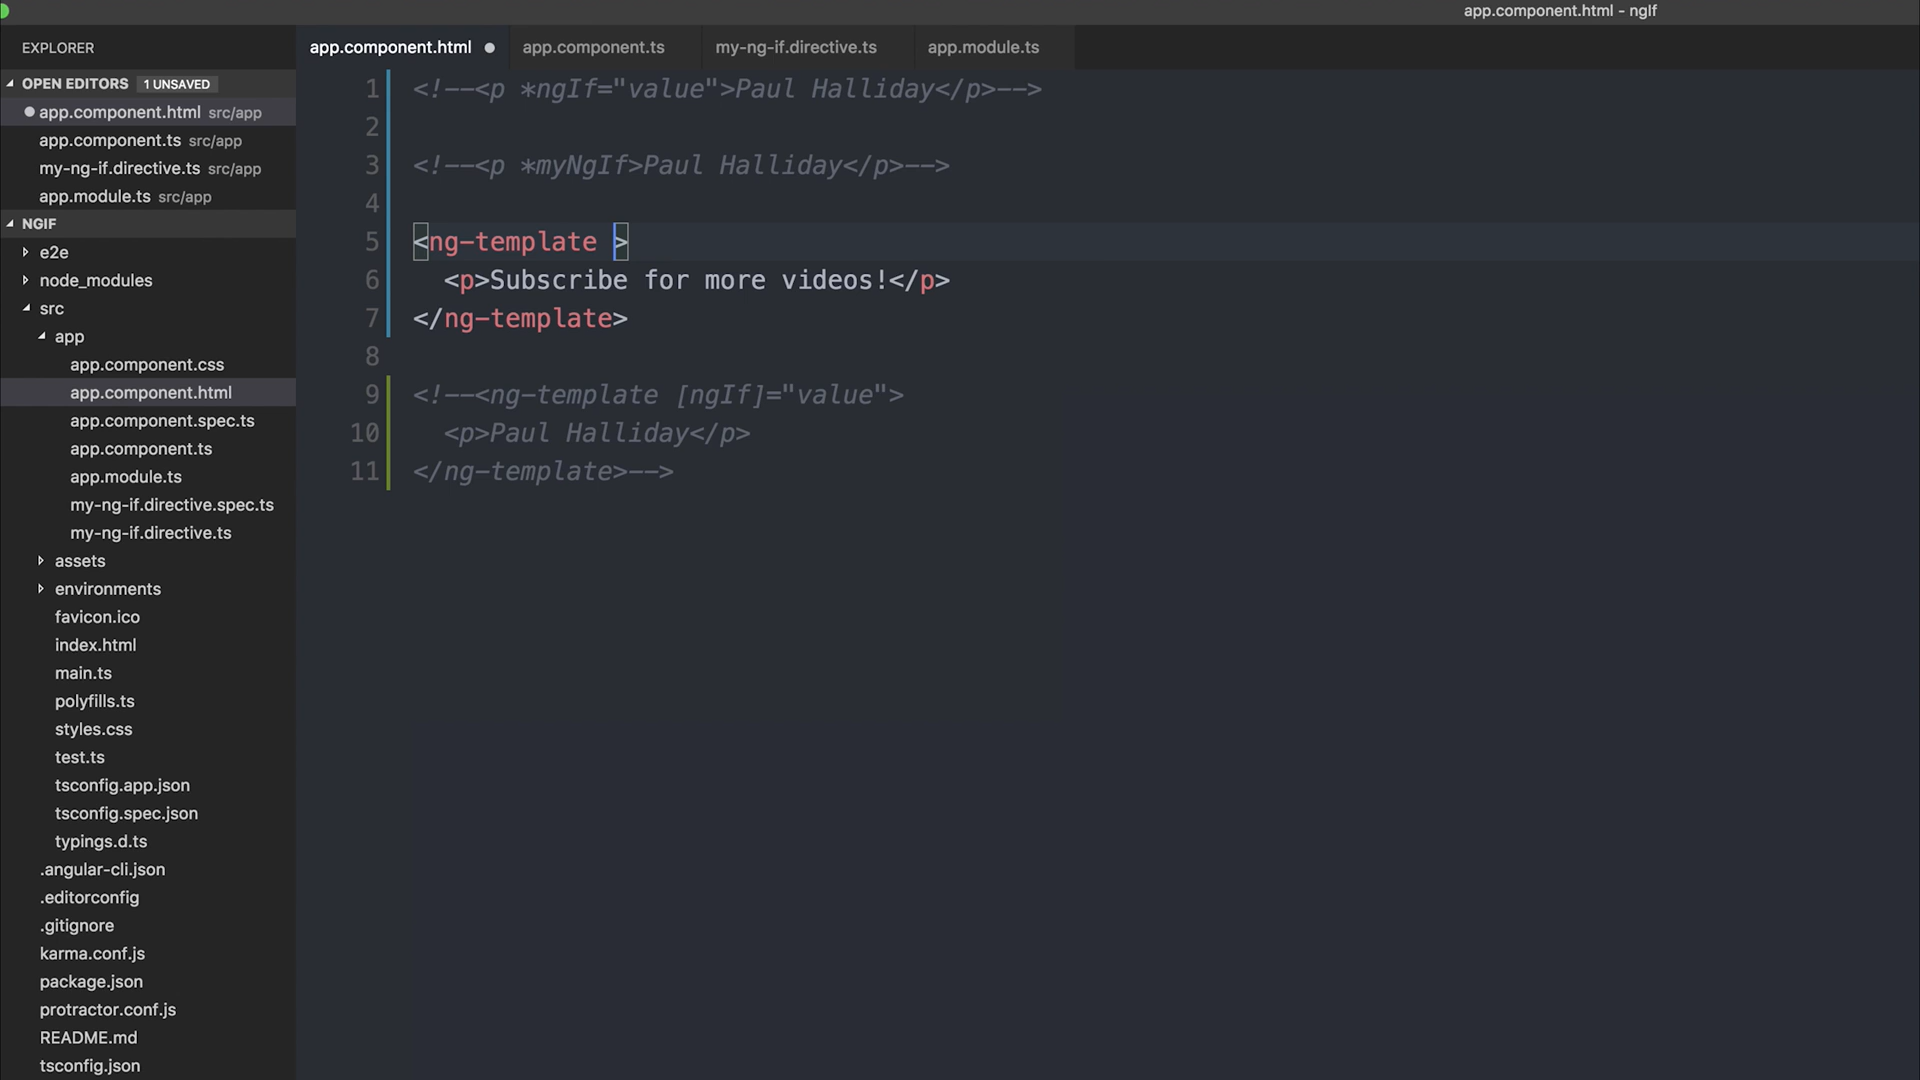 app.component.html - ngIf
EXPLORER
OPEN EDITORS 1 UNSAVED
app.component.html src/app
app.component.ts src/app
my-ng-if.directive.ts src/app
app.module.ts src/app
NGIF
e2e
node_modules
src
app
app.component.css
app.component.html
app.component.spec.ts
app.component.ts
app.module.ts
my-ng-if.directive.spec.ts
my-ng-if.directive.ts
assets
environments
favicon.ico
index.html
main.ts
polyfills.ts
styles.css
test.ts
tsconfig.app.json
tsconfig.spec.json
typings.d.ts
.angular-cli.json
.editorconfig
.gitignore
karma.conf.js
package.json
protractor.conf.js
README.md
tsconfig.json
app.component.html app.component.ts my-ng-if.directive.ts app.module.ts
1 <!--<p *ngIf="value">Paul Halliday</p>-->
2
3 <!--<p *myNgIf>Paul Halliday</p>-->
4
5 <ng-template >
6 <p>Subscribe for more videos!</p>
7 </ng-template>
8
9 <!--<ng-template [ngIf]="value">
10 <p>Paul Halliday</p>
11 </ng-template>-->